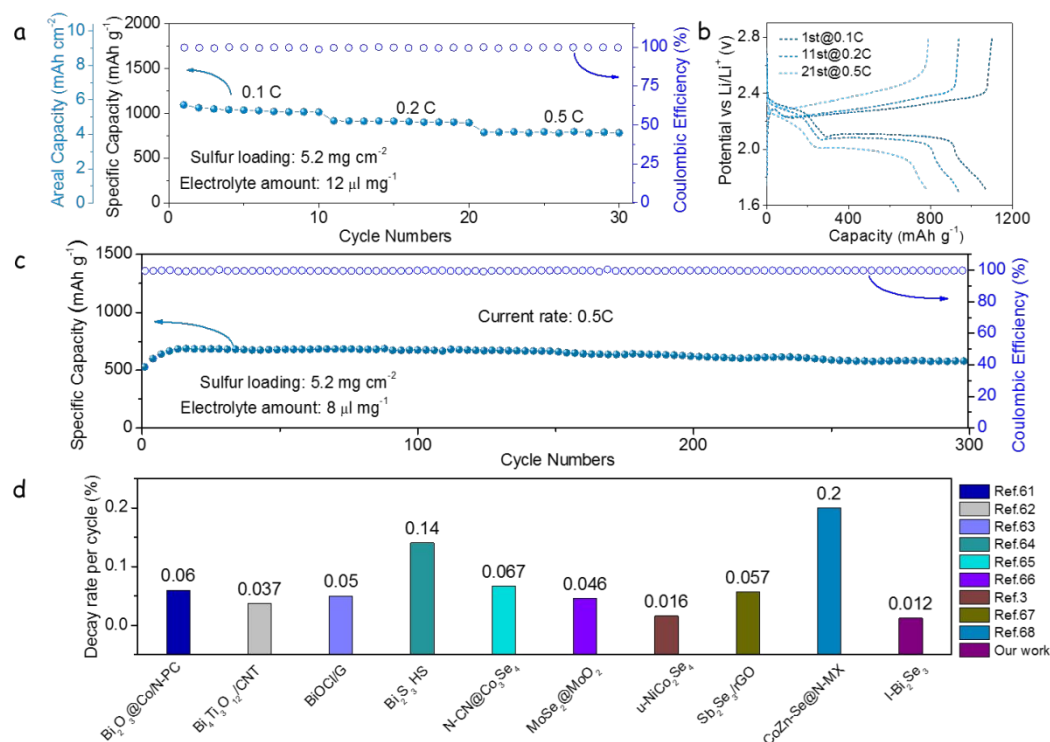 a
Areal Capacity (mAh cm⁻²)
0
2
4
6
8
Specific Capacity (mAh g⁻¹)
0
500
1000
1500
2000
0.1 C
0.2 C
0.5 C
Sulfur loading: 5.2 mg cm⁻²
Electrolyte amount: 12 μl mg⁻¹
0
10
20
30
Cycle Numbers
0
25
50
75
100
Coulombic Efficiency (%)
b
Potential vs Li/Li⁺ (v)
1.6
2.0
2.4
2.8
1st@0.1C
11st@0.2C
21st@0.5C
0
400
800
1200
Capacity (mAh g⁻¹)
c
Specific Capacity (mAh g⁻¹)
0
500
1000
1500
Current rate: 0.5C
Sulfur loading: 5.2 mg cm⁻²
Electrolyte amount: 8 μl mg⁻¹
0
100
200
300
Cycle Numbers
0
20
40
60
80
100
Coulombic Efficiency (%)
d
Decay rate per cycle (%)
0.0
0.1
0.2
0.06
0.037
0.05
0.14
0.067
0.046
0.016
0.057
0.2
0.012
Bi₂O₃@Co/N-PC
Bi₄Ti₃O₁₂/CNT
BiOCl/G
Bi₂S₃ HS
N-CN@Co₃Se₄
MoSe₂@MoO₂
u-NiCo₂Se₄
Sb₂Se₃/rGO
CoZn-Se@N-MX
I-Bi₂Se₃
Ref.61
Ref.62
Ref.63
Ref.64
Ref.65
Ref.66
Ref.3
Ref.67
Ref.68
Our work